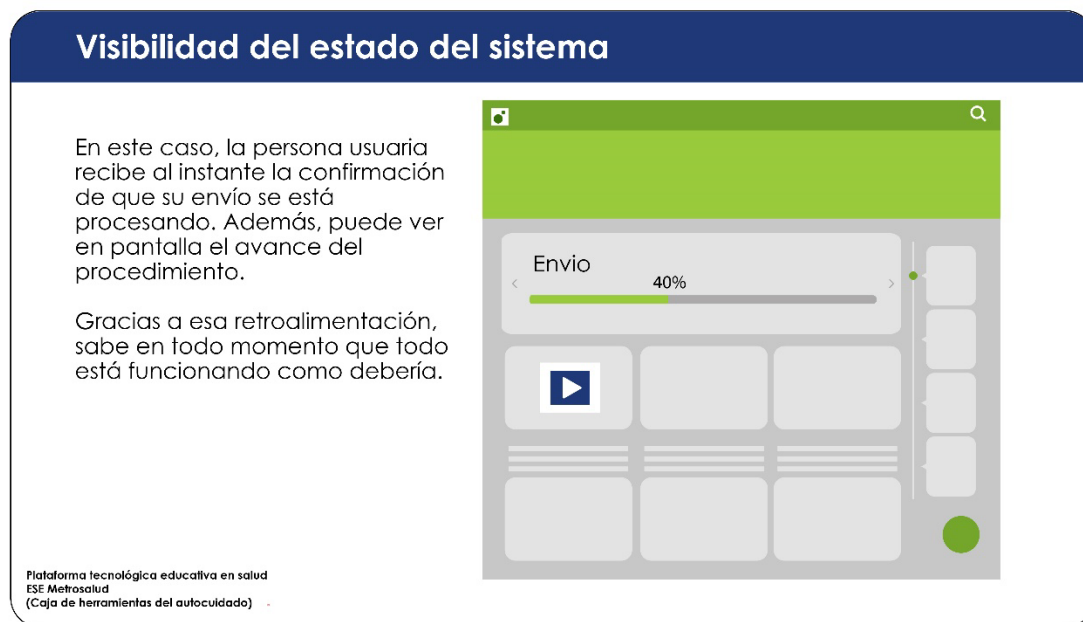 Visibilidad del estado del sistema
En este caso, la persona usuaria
recibe al instante la confirmación
de que su envío se está
procesando. Además, puede ver
en pantalla el avance del
procedimiento.
Gracias a esa retroalimentación,
sabe en todo momento que todo
está funcionando como debería.
Envio
40%
Plataforma tecnológica educativa en salud
ESE Metrosalud
(Caja de herramientas del autocuidado)